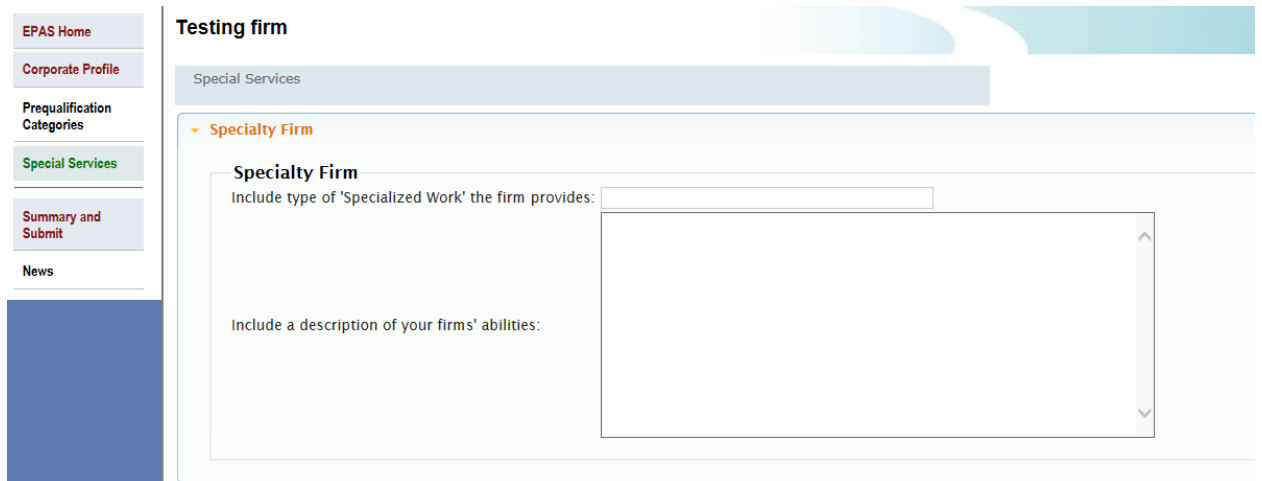 EPAS Home
Corporate Profile
Prequalification
Categories
Special Services
Summary and
Submit
News
Testing firm
Special Services
Specialty Firm
Specialty Firm
Include type of 'Specialized Work' the firm provides:
Include a description of your firms' abilities: